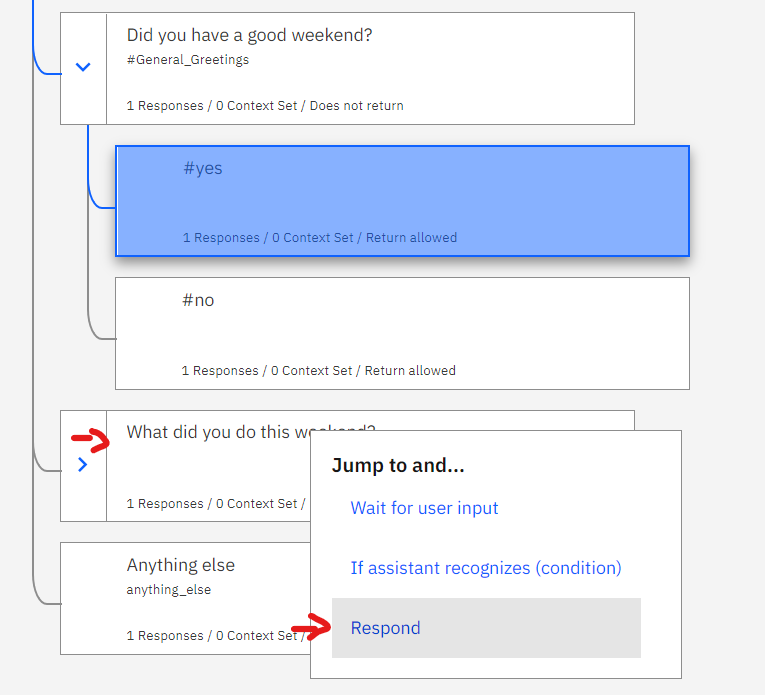 Did you have a good weekend?
#General_Greetings
1 Responses / 0 Context Set / Does not return
#yes
1 Responses / 0 Context Set / Return allowed
#no
1 Responses / 0 Context Set / Return allowed
What did you do this weekend?
1 Responses / 0 Context Set /
Jump to and...
Wait for user input
If assistant recognizes (condition)
Respond
Anything else
anything_else
1 Responses / 0 Context Set /